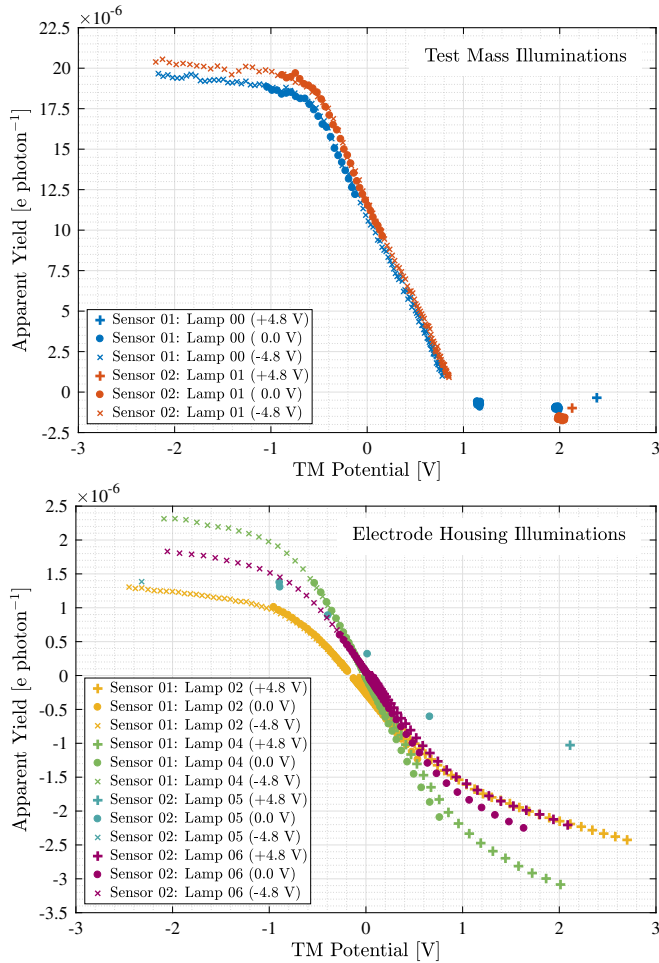 ×10⁻⁶
22.5
Test Mass Illuminations
20
17.5
15
12.5
10
7.5
5
2.5
0
-2.5
Apparent Yield [e photon⁻¹]
Sensor 01: Lamp 00 (+4.8 V)
Sensor 01: Lamp 00 ( 0.0 V)
Sensor 01: Lamp 00 (-4.8 V)
Sensor 02: Lamp 01 (+4.8 V)
Sensor 02: Lamp 01 ( 0.0 V)
Sensor 02: Lamp 01 (-4.8 V)
-3 -2 -1 0 1 2 3
TM Potential [V]
×10⁻⁶
2.5
Electrode Housing Illuminations
2
1.5
1
0.5
0
-0.5
-1
-1.5
-2
-2.5
-3
-3.5
Apparent Yield [e photon⁻¹]
Sensor 01: Lamp 02 (+4.8 V)
Sensor 01: Lamp 02 (0.0 V)
Sensor 01: Lamp 02 (-4.8 V)
Sensor 01: Lamp 04 (+4.8 V)
Sensor 01: Lamp 04 (0.0 V)
Sensor 01: Lamp 04 (-4.8 V)
Sensor 02: Lamp 05 (+4.8 V)
Sensor 02: Lamp 05 (0.0 V)
Sensor 02: Lamp 05 (-4.8 V)
Sensor 02: Lamp 06 (+4.8 V)
Sensor 02: Lamp 06 (0.0 V)
Sensor 02: Lamp 06 (-4.8 V)
-3 -2 -1 0 1 2 3
TM Potential [V]